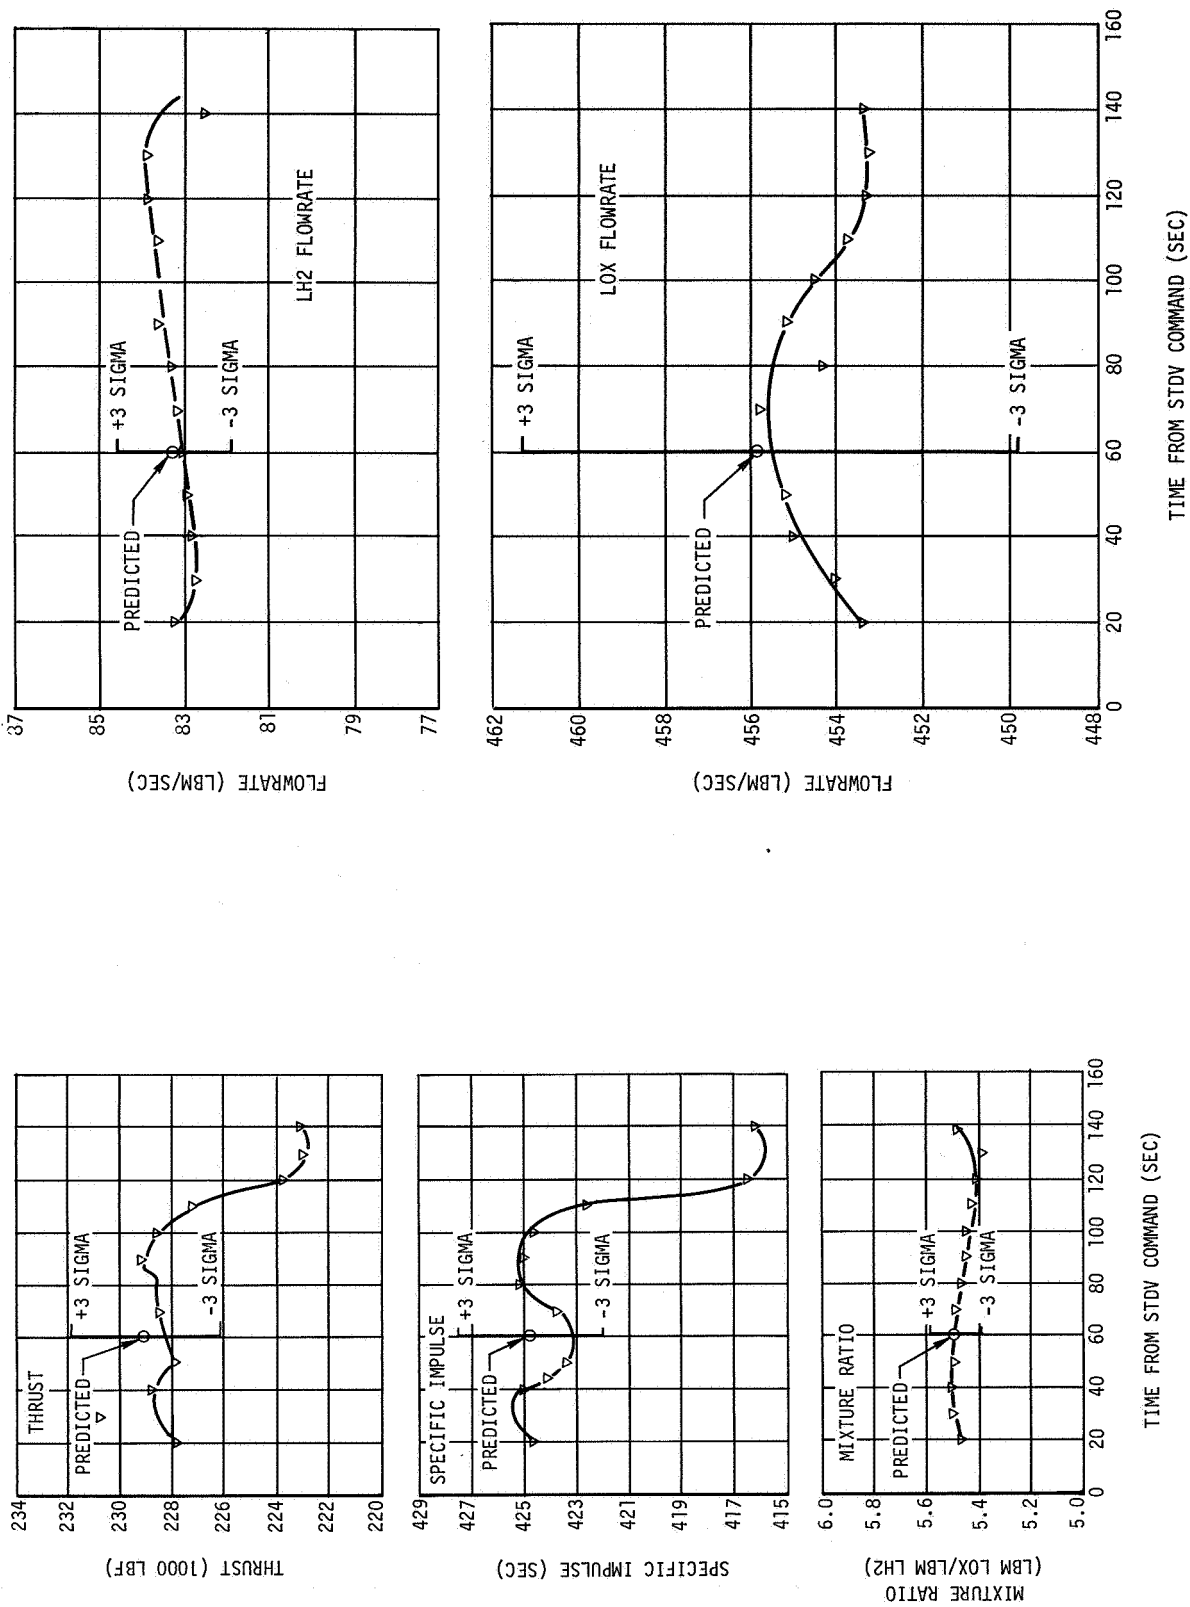 THRUST (1000 LBF)
234
232
230
228
226
224
222
220
THRUST
PREDICTED
+3 SIGMA
-3 SIGMA
SPECIFIC IMPULSE (SEC)
429
427
425
423
421
419
417
415
SPECIFIC IMPULSE
PREDICTED
+3 SIGMA
-3 SIGMA
MIXTURE RATIO
(LBM LOX/LBM LH2)
6.0
5.8
5.6
5.4
5.2
5.0
MIXTURE RATIO
PREDICTED
+3 SIGMA
-3 SIGMA
0 20 40 60 80 100 120 140 160
TIME FROM STDV COMMAND (SEC)
FLOWRATE (LBM/SEC)
87
85
83
81
79
77
PREDICTED
+3 SIGMA
-3 SIGMA
LH2 FLOWRATE
FLOWRATE (LBM/SEC)
462
460
458
456
454
452
450
448
PREDICTED
+3 SIGMA
-3 SIGMA
LOX FLOWRATE
0 20 40 60 80 100 120 140 160
TIME FROM STDV COMMAND (SEC)